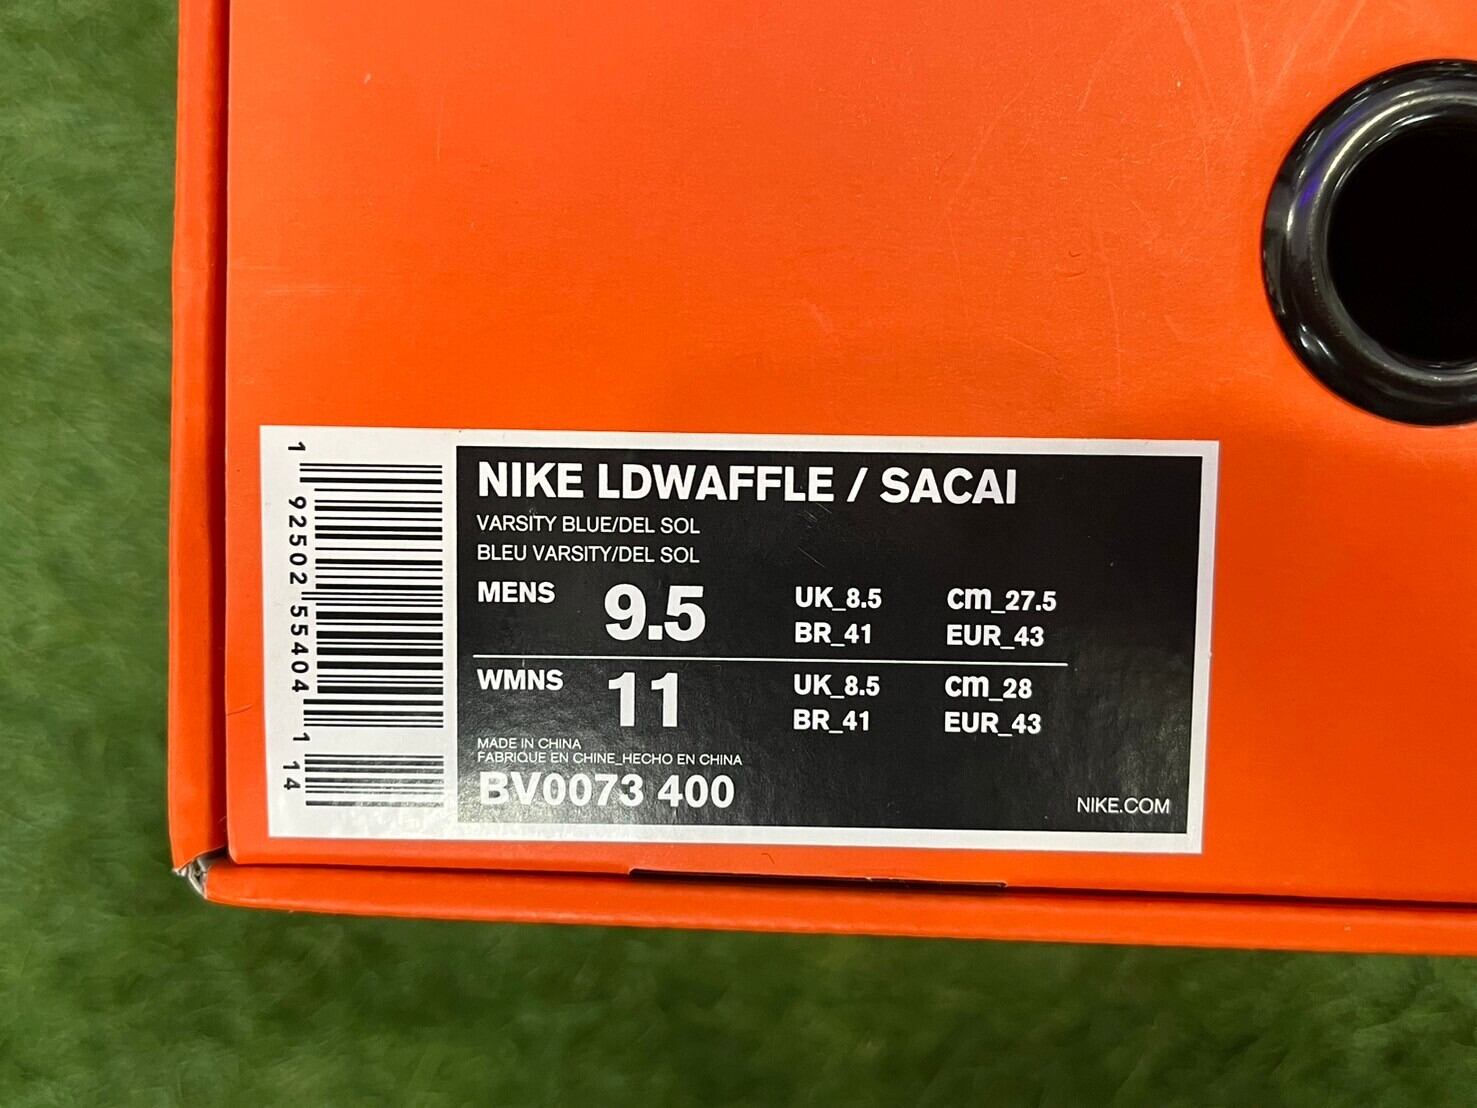 1 92502 55404 1 14
NIKE LDWAFFLE / SACAI
VARSITY BLUE/DEL SOL
BLEU VARSITY/DEL SOL
MENS 9.5 UK_8.5 cm_27.5
BR_41 EUR_43
WMNS 11 UK_8.5 cm_28
BR_41 EUR_43
MADE IN CHINA
FABRIQUE EN CHINE_HECHO EN CHINA
BV0073 400
NIKE.COM